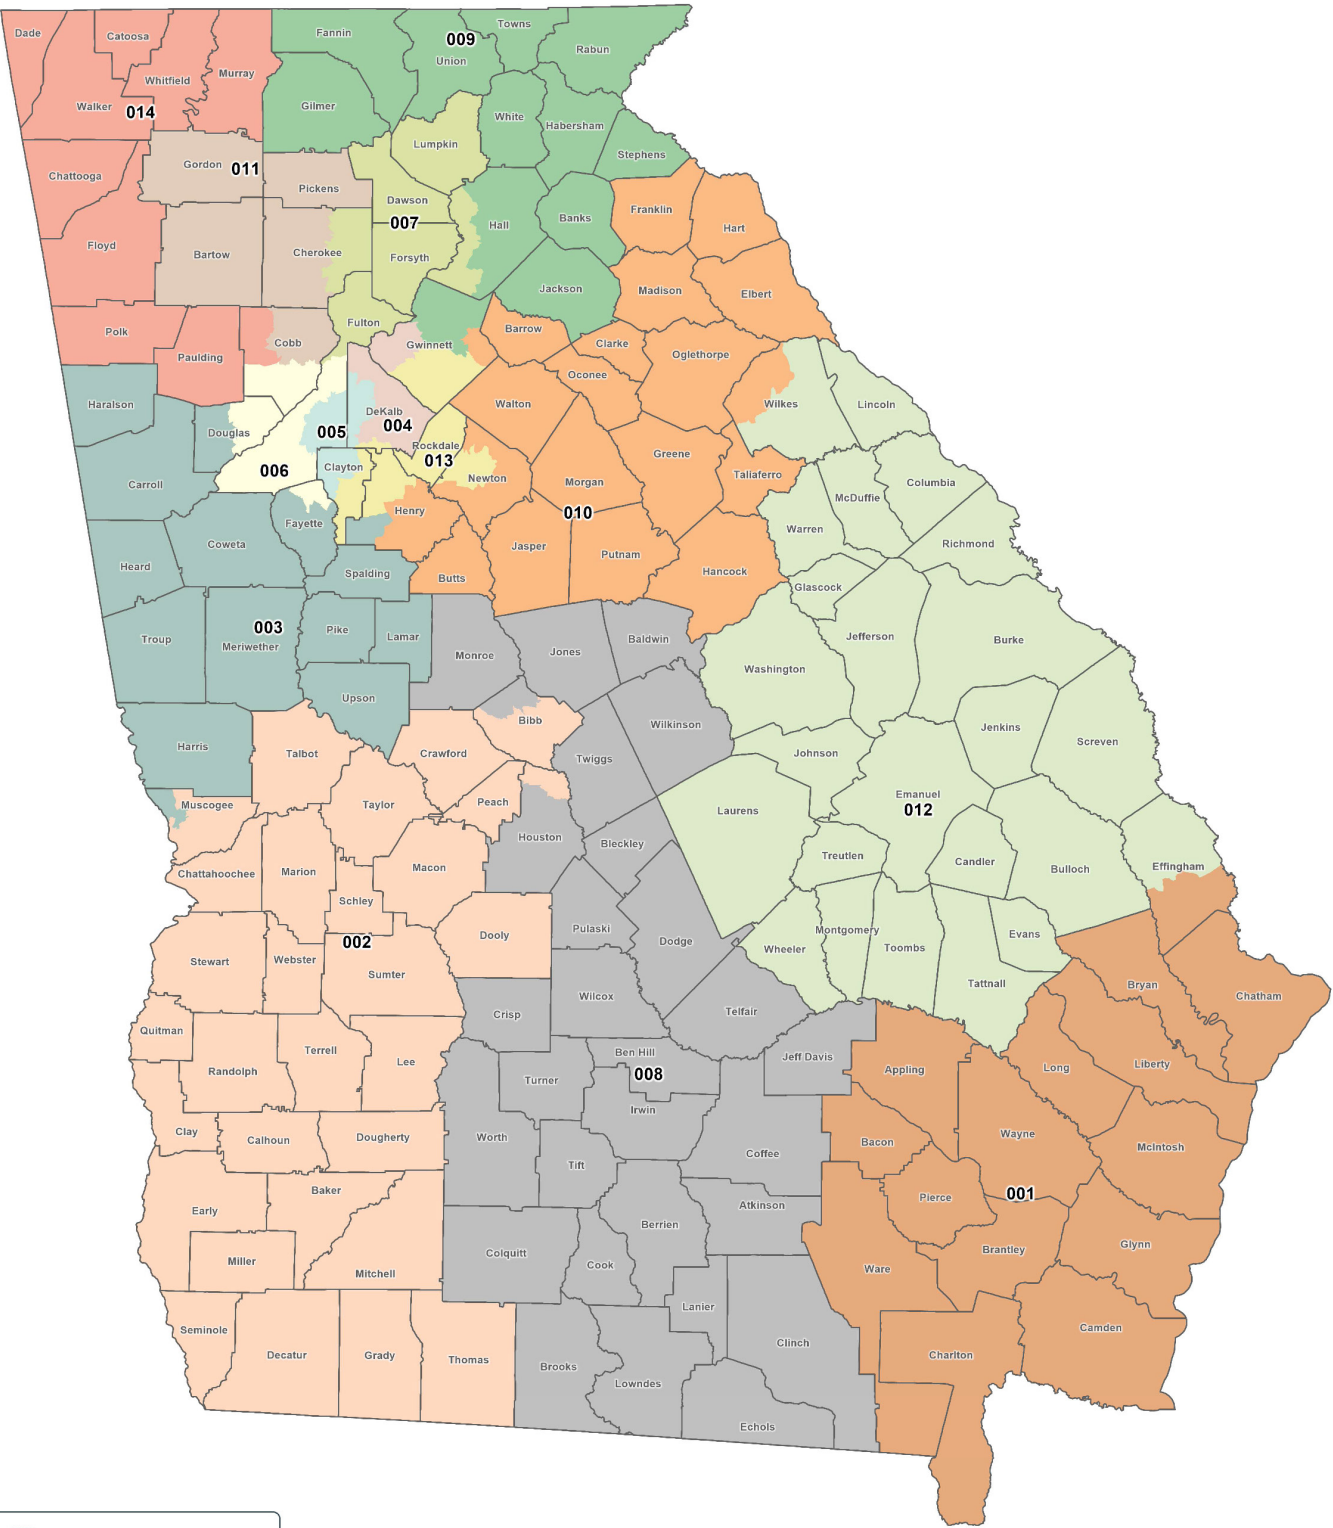 Dade
Catoosa
Fannin
009
Towns
Union
Rabun
Whitfield
Murray
Walker
014
Gilmer
White
Habersham
Lumpkin
Stephens
Gordon
011
Chattooga
Pickens
Dawson
007
Franklin
Hart
Banks
Hall
Floyd
Bartow
Cherokee
Forsyth
Jackson
Madison
Elbert
Polk
Paulding
Cobb
Fulton
Gwinnett
Barrow
Clarke
Oglethorpe
Oconee
Haralson
Douglas
DeKalb
004
005
Walton
Wilkes
Lincoln
Rockdale
013
006
Clayton
Newton
Greene
Taliaferro
Carroll
Morgan
McDuffie
Columbia
Fayette
Henry
010
Warren
Richmond
Coweta
Heard
Spalding
Butts
Jasper
Putnam
Hancock
Glascock
Troup
003
Meriwether
Pike
Lamar
Monroe
Jones
Baldwin
Washington
Jefferson
Burke
Upson
Harris
Talbot
Crawford
Bibb
Twiggs
Wilkinson
Johnson
Jenkins
Screven
Muscogee
Taylor
Peach
Houston
Bleckley
Laurens
Emanuel
012
Treutlen
Candler
Bulloch
Effingham
Chattahoochee
Marion
Macon
Schley
Dooly
Pulaski
Dodge
Wheeler
Montgomery
Toombs
Evans
Tattnall
002
Stewart
Webster
Sumter
Wilcox
Crisp
Telfair
Bryan
Chatham
Quitman
Randolph
Terrell
Lee
Turner
Ben Hill
008
Irwin
Jeff Davis
Appling
Long
Liberty
Clay
Calhoun
Dougherty
Worth
Tift
Coffee
Bacon
Wayne
McIntosh
Early
Baker
Berrien
Atkinson
Pierce
001
Miller
Mitchell
Colquitt
Cook
Ware
Brantley
Glynn
Seminole
Decatur
Grady
Thomas
Brooks
Lanier
Lowndes
Clinch
Echols
Charlton
Camden